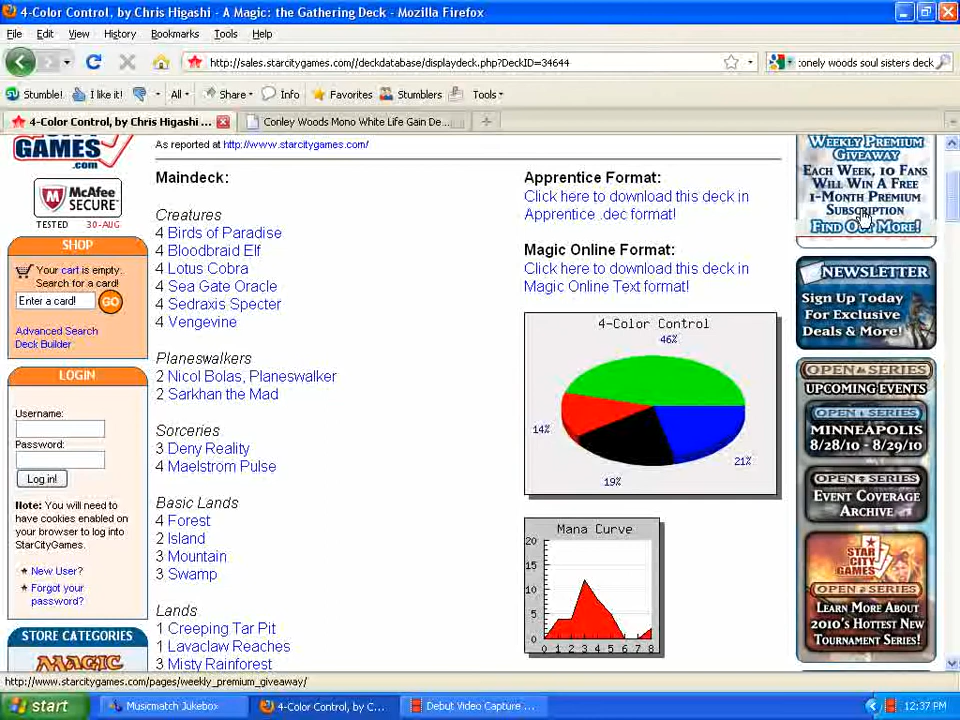 4-Color Control, by Chris Higashi - A Magic: the Gathering Deck - Mozilla Firefox
File Edit View History Bookmarks Tools Help
http://sales.starcitygames.com//deckdatabase/displaydeck.php?DeckID=34644
onely woods soul sisters deck
Stumble! I like it! All Share Info Favorites Stumblers Tools
4-Color Control, by Chris Higashi ...
Conley Woods Mono White Life Gain De...
GAMES
.com
McAfee
SECURE
TESTED 30-AUG
SHOP
Your cart is empty.
Search for a card!
Enter a card! GO
Advanced Search
Deck Builder
LOGIN
Username:
Password:
Log in!
Note: You will need to
have cookies enabled on
your browser to log into
StarCityGames.
New User?
Forgot your
password?
STORE CATEGORIES
MAGIC
As reported at http://www.starcitygames.com/
Maindeck:
Creatures
4 Birds of Paradise
4 Bloodbraid Elf
4 Lotus Cobra
4 Sea Gate Oracle
4 Sedraxis Specter
4 Vengevine
Planeswalkers
2 Nicol Bolas, Planeswalker
2 Sarkhan the Mad
Sorceries
3 Deny Reality
4 Maelstrom Pulse
Basic Lands
4 Forest
2 Island
3 Mountain
3 Swamp
Lands
1 Creeping Tar Pit
1 Lavaclaw Reaches
3 Misty Rainforest
Apprentice Format:
Click here to download this deck in
Apprentice .dec format!
Magic Online Format:
Click here to download this deck in
Magic Online Text format!
4-Color Control
46%
14%
21%
19%
Mana Curve
20
15
10
5
0
0 1 2 3 4 5 6 7 8
WEEKLY PREMIUM
GIVEAWAY
EACH WEEK, 10 FANS
WILL WIN A FREE
1-MONTH PREMIUM
SUBSCRIPTION
FIND OUT MORE!
NEWSLETTER
Sign Up Today
For Exclusive
Deals & More!
OPEN SERIES
UPCOMING EVENTS
OPEN SERIES
MINNEAPOLIS
8/28/10 - 8/29/10
OPEN SERIES
EVENT COVERAGE
ARCHIVE
STAR
CITY
GAMES
OPEN SERIES
LEARN MORE ABOUT
2010'S HOTTEST NEW
TOURNAMENT SERIES!
http://www.starcitygames.com/pages/weekly_premium_giveaway/
start
Musicmatch Jukebox
4-Color Control, by C...
Debut Video Capture ...
12:37 PM